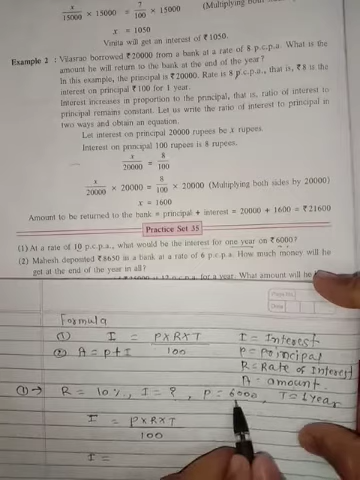 x/15000 × 15000 = 7/100 × 15000 (Multiplying both
x = 1050
Vinita will get an interest of ₹1050.
Example 2 : Vilasrao borrowed ₹20000 from a bank at a rate of 8 p.c.p.a. What is the
amount he will return to the bank at the end of the year?
In this example, the principal is ₹20000. Rate is 8 p.c.p.a., that is, ₹8 is the
interest on principal ₹100 for 1 year.
Interest increases in proportion to the principal, that is, ratio of interest to
principal remains constant. Let us write the ratio of interest to principal in
two ways and obtain an equation.
Let interest on principal 20000 rupees be x rupees.
Interest on principal 100 rupees is 8 rupees.
x/20000 = 8/100
x/20000 × 20000 = 8/100 × 20000 (Multiplying both sides by 20000)
x = 1600
Amount to be returned to the bank = principal + interest = 20000 + 1600 = ₹21600
Practice Set 35
(1) At a rate of 10 p.c.p.a., what would be the interest for one year on ₹6000?
(2) Mahesh deposited ₹8650 in a bank at a rate of 6 p.c.p.a. How much money will he
get at the end of the year in all?
p.c.p.a. for a year. What amount will he
Formula
① I = P×R×T/100
② A = P+I
I = Interest
P = Principal
R = Rate of Interest
A = amount
①→ R = 10%, I = ?, P = 6000, T = 1 Year
I = P×R×T/100
I =